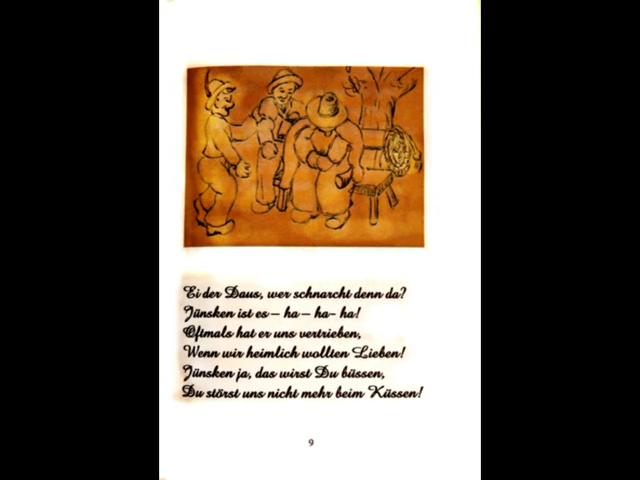 Ei der Daus, wer schnarcht denn da?
Jünsken ist es – ha – ha- ha!
Oftmals hat er uns vertrieben,
Wenn wir heimlich wollten Lieben!
Jünsken ja, das wirst Du büssen,
Du störst uns nicht mehr beim Küssen!
9